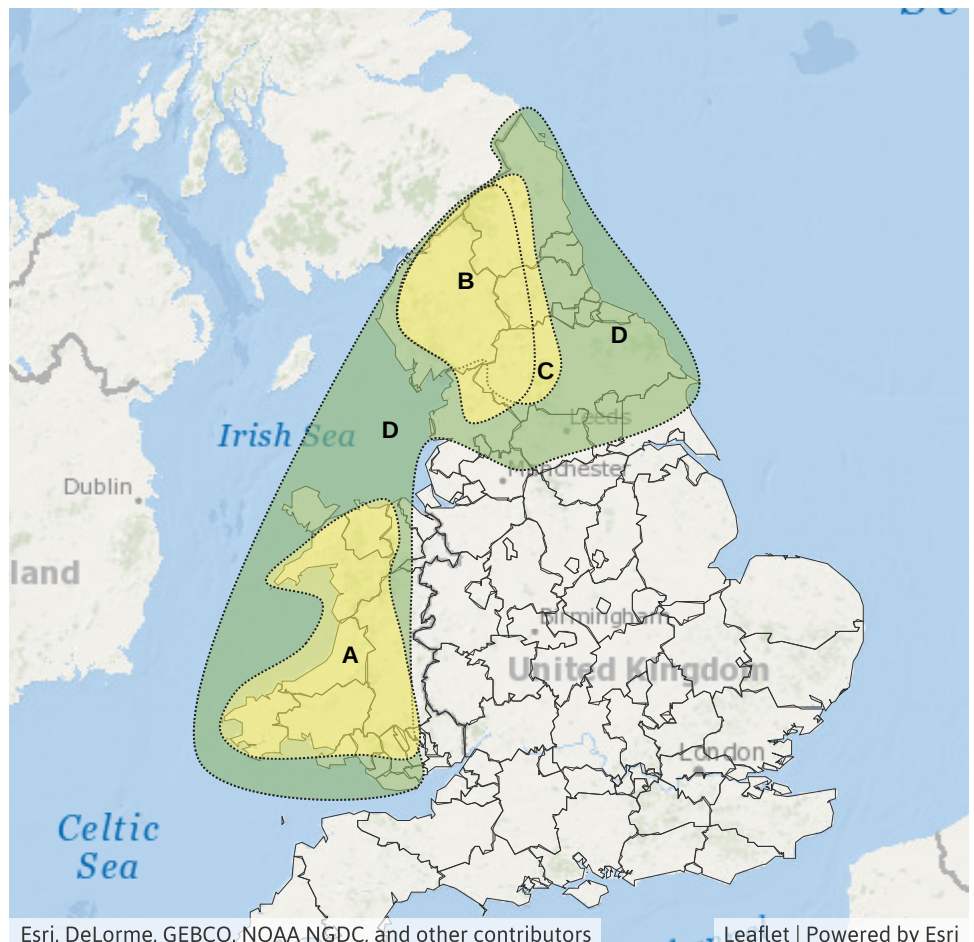 B
D
C
Leeds
D
Irish Sea
Manchester
Dublin
land
Birmingham
A
United Kingdom
London
Celtic
Sea
Esri, DeLorme, GEBCO, NOAA NGDC, and other contributors
Leaflet | Powered by Esri